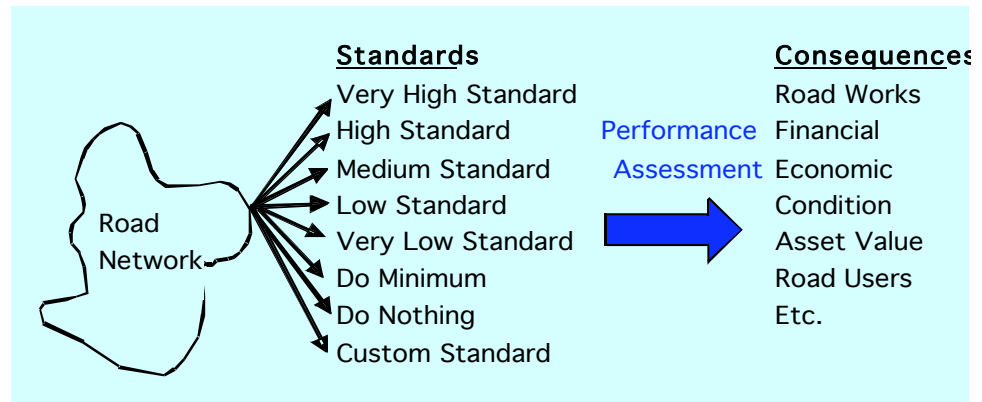 Standards
Very High Standard
High Standard
Medium Standard
Low Standard
Very Low Standard
Do Minimum
Do Nothing
Custom Standard
Road
Network
Performance
Assessment
Consequences
Road Works
Financial
Economic
Condition
Asset Value
Road Users
Etc.